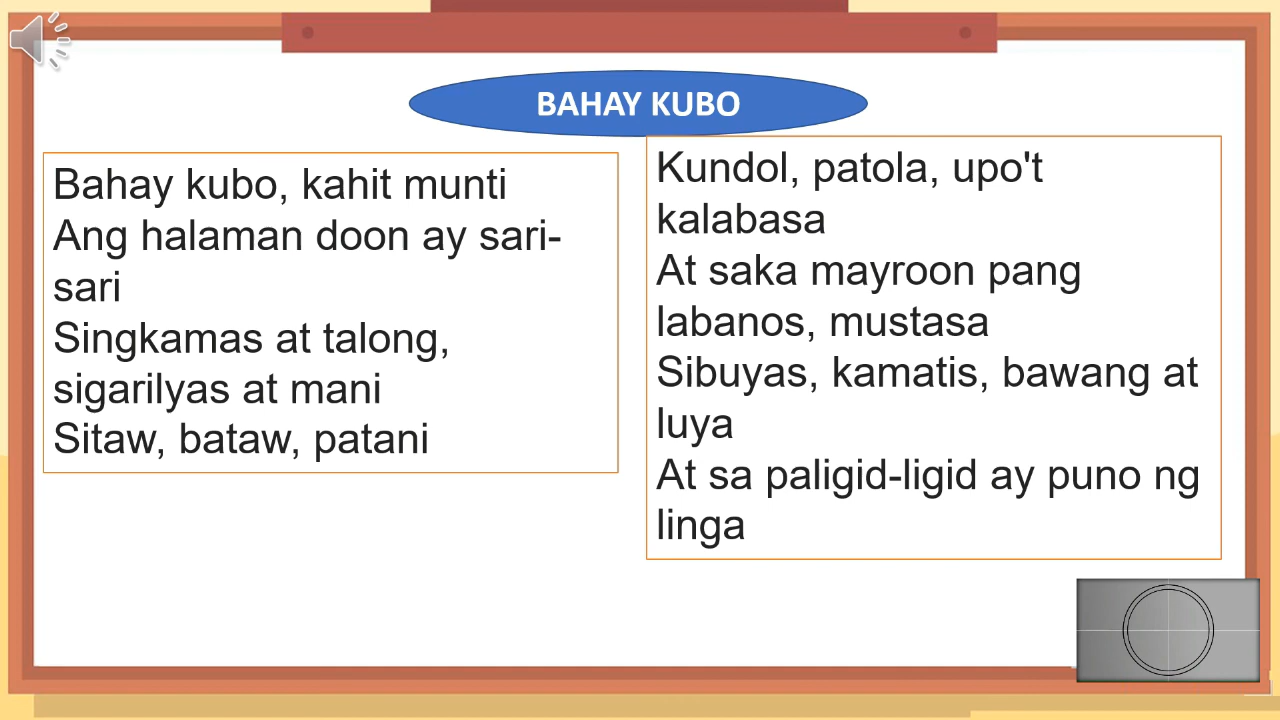 BAHAY KUBO
Bahay kubo, kahit munti
Ang halaman doon ay sari-
sari
Singkamas at talong,
sigarilyas at mani
Sitaw, bataw, patani
Kundol, patola, upo't
kalabasa
At saka mayroon pang
labanos, mustasa
Sibuyas, kamatis, bawang at
luya
At sa paligid-ligid ay puno ng
linga